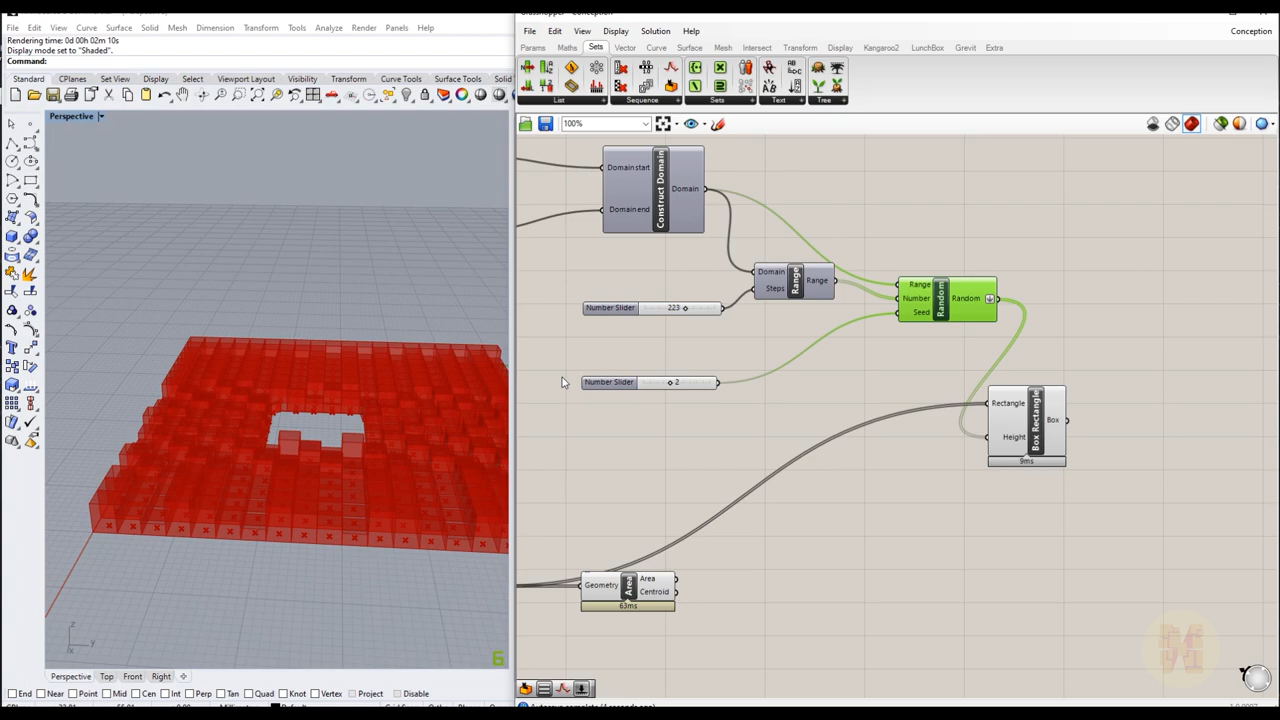 File Edit View Curve Surface Solid Mesh Dimension Transform Tools Analyze Render Panels Help
Rendering time: 0d 00h 02m 10s
Display mode set to "Shaded".
Command:
Standard CPlanes Set View Display Select Viewport Layout Visibility Transform Curve Tools Surface Tools Solid
Perspective
z
y
x
6
Perspective Top Front Right
End Near Point Mid Cen Int Perp Tan Quad Knot Vertex Project Disable
File Edit View Display Solution Help
Conception
Params Maths Sets Vector Curve Surface Mesh Intersect Transform Display Kangaroo2 LunchBox Grevit Extra
List Sequence Sets Text Tree
100%
Domain start
Domain end
Construct Domain
Domain
Domain
Steps
Range
Range
Number Slider 223
Range
Number
Seed
Random
Random
Number Slider 2
Rectangle
Height
Box Rectangle
Box
9ms
Geometry
Area
Area
Centroid
63ms